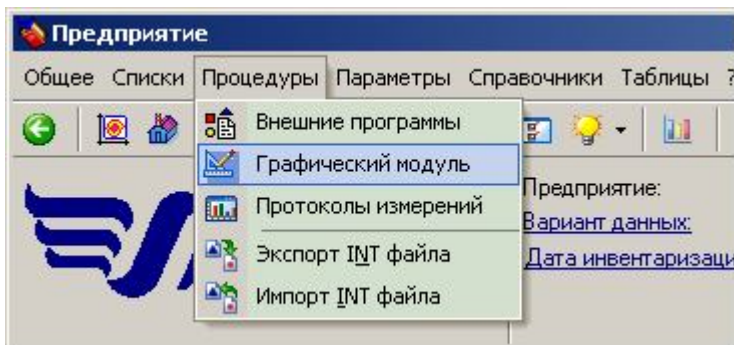 Предприятие
Общее Списки Процедуры Параметры Справочники Таблицы ?
Внешние программы
Графический модуль
Протоколы измерений
Экспорт INT файла
Импорт INT файла
Предприятие:
Вариант данных:
Дата инвентаризаци